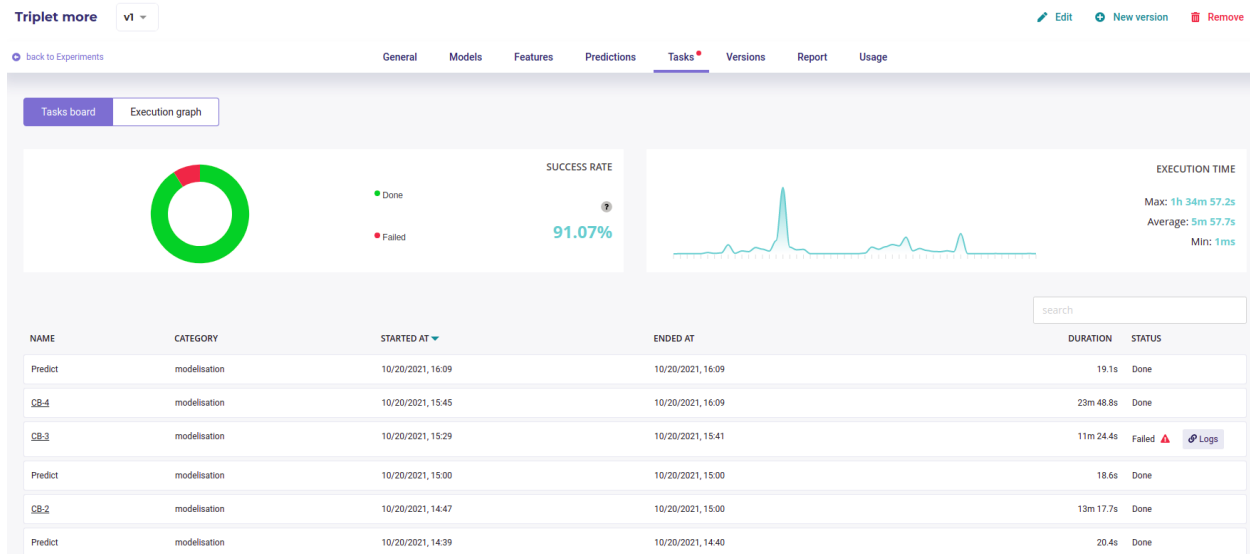 Triplet more v1 Edit New version Remove
back to Experiments General Models Features Predictions Tasks Versions Report Usage
Tasks board Execution graph
SUCCESS RATE
Done
?
Failed
91.07%
EXECUTION TIME
Max: 1h 34m 57.2s
Average: 5m 57.7s
Min: 1ms
search
NAME CATEGORY STARTED AT ENDED AT DURATION STATUS
Predict modelisation 10/20/2021, 16:09 10/20/2021, 16:09 19.1s Done
CB-4 modelisation 10/20/2021, 15:45 10/20/2021, 16:09 23m 48.8s Done
CB-3 modelisation 10/20/2021, 15:29 10/20/2021, 15:41 11m 24.4s Failed Logs
Predict modelisation 10/20/2021, 15:00 10/20/2021, 15:00 18.6s Done
CB-2 modelisation 10/20/2021, 14:47 10/20/2021, 15:00 13m 17.7s Done
Predict modelisation 10/20/2021, 14:39 10/20/2021, 14:40 20.4s Done